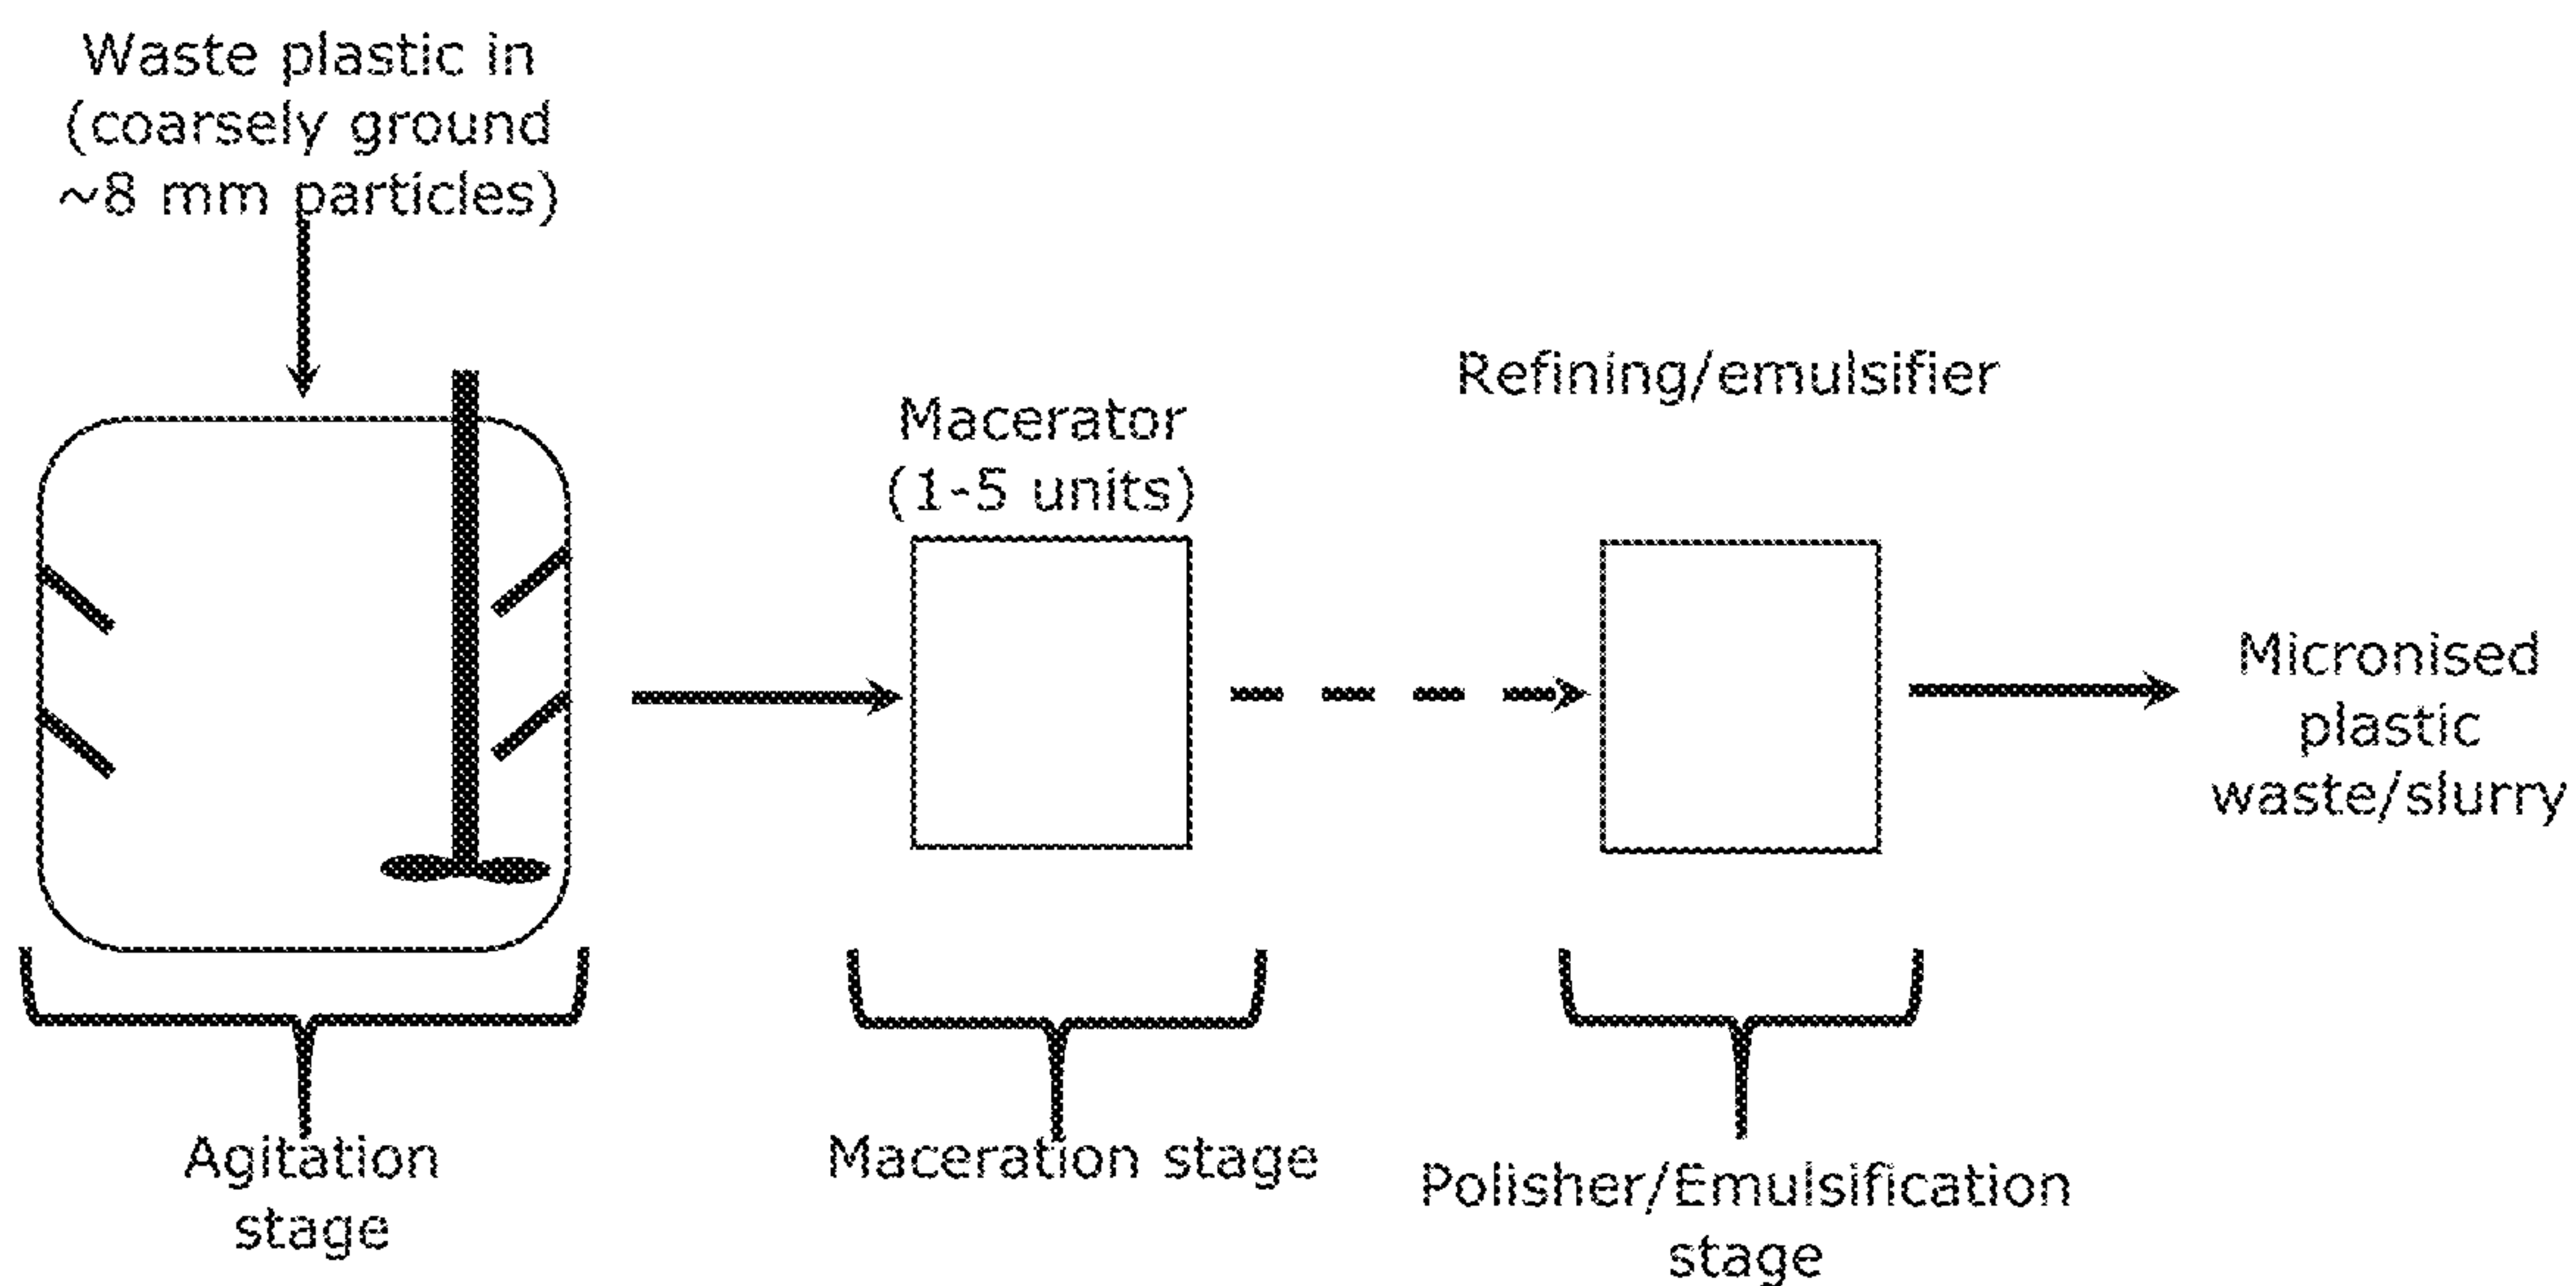 Waste plastic in
(coarsely ground
~8 mm particles)
Macerator
(1-5 units)
Refining/emulsifier
Micronised
plastic
waste/slurry
Agitation
stage
Maceration stage
Polisher/Emulsification
stage